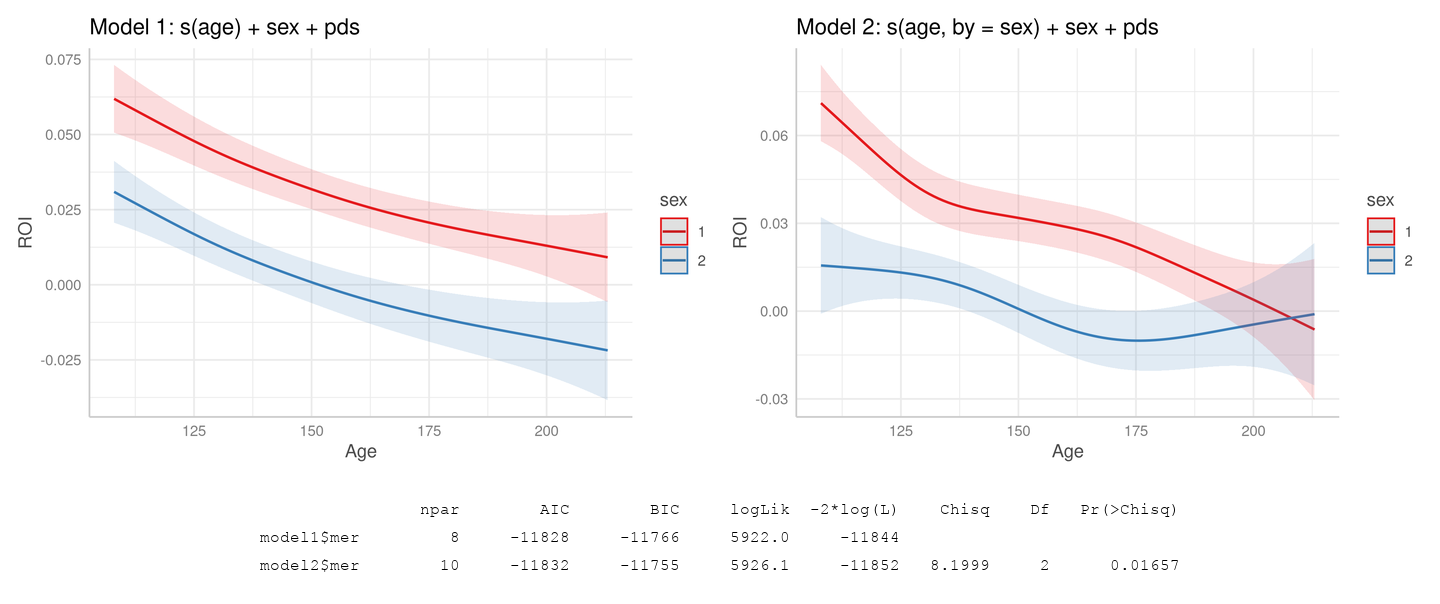 Model 1: s(age) + sex + pds
0.075
0.050
0.025
0.000
-0.025
ROI
125 150 175 200
Age
sex
1
2
Model 2: s(age, by = sex) + sex + pds
0.06
0.03
0.00
-0.03
ROI
125 150 175 200
Age
sex
1
2
npar AIC BIC logLik -2*log(L) Chisq Df Pr(>Chisq)
model1$mer 8 -11828 -11766 5922.0 -11844
model2$mer 10 -11832 -11755 5926.1 -11852 8.1999 2 0.01657